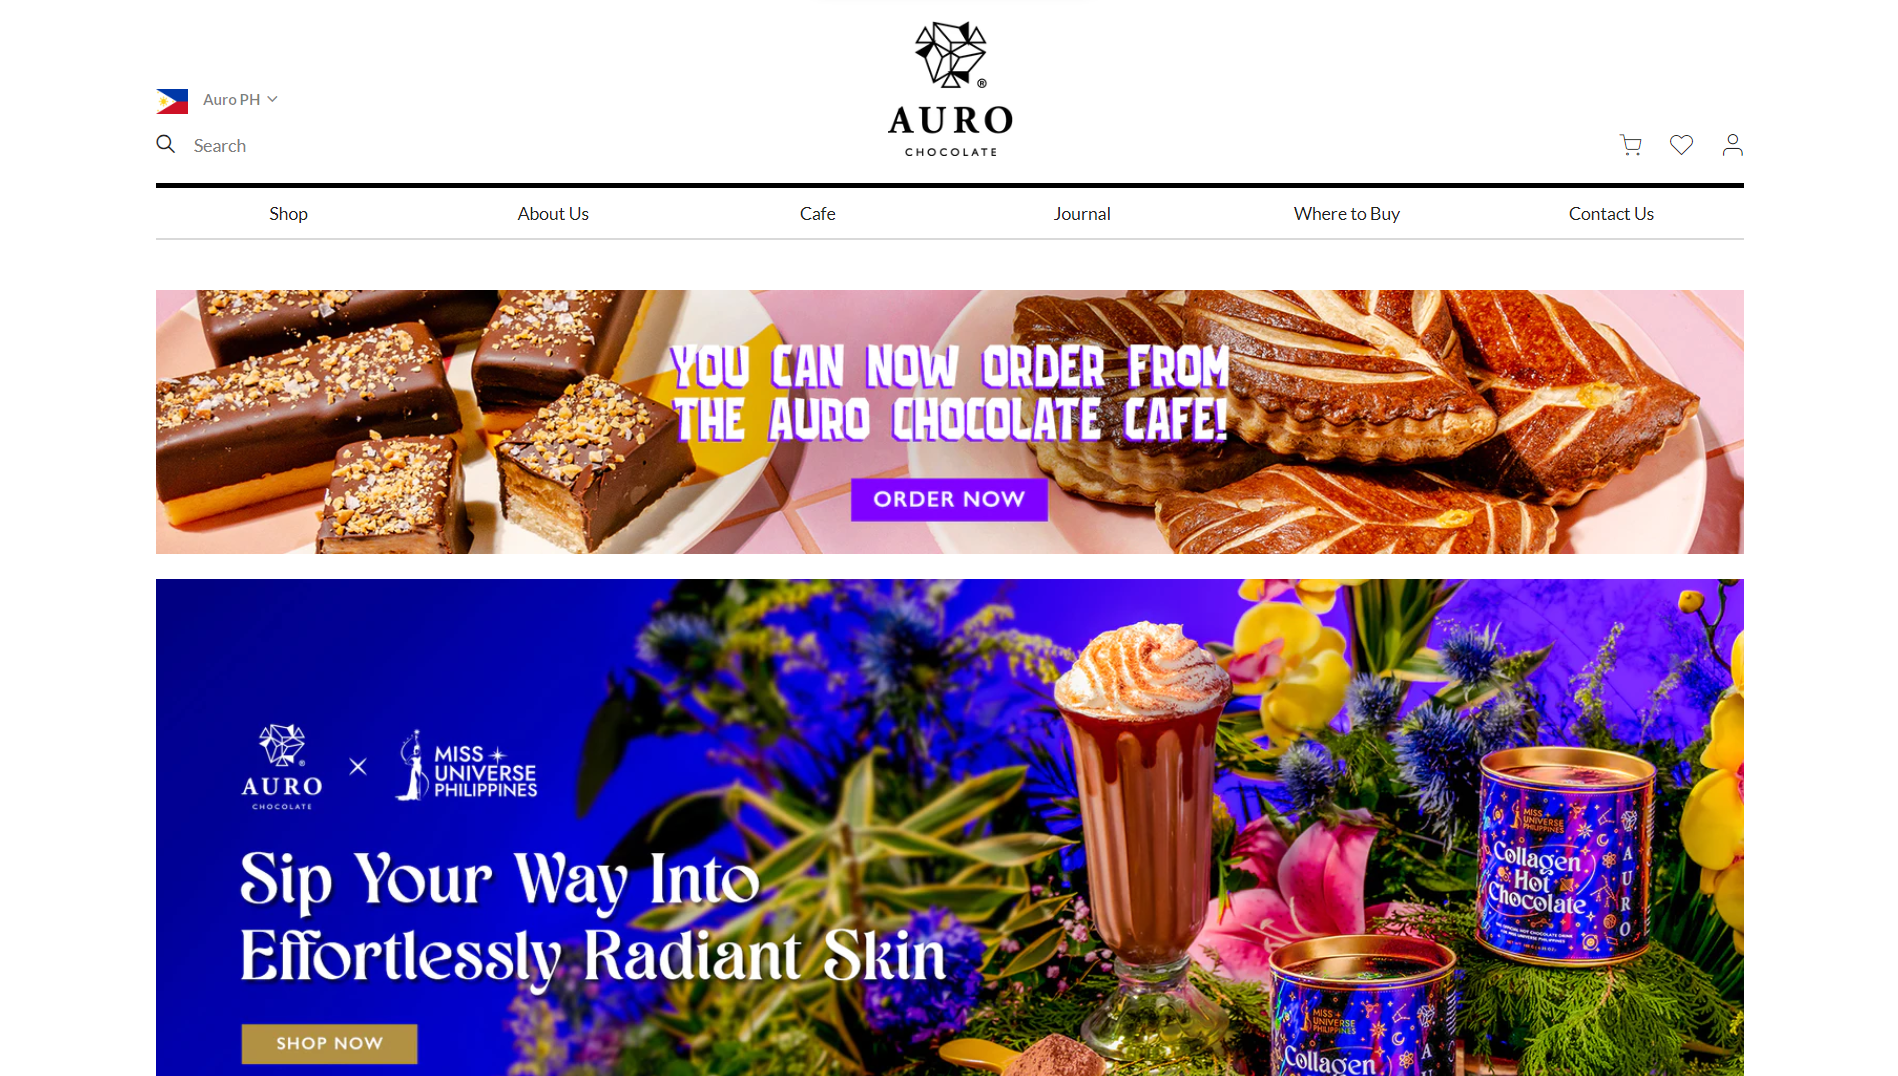 ®
AURO
CHOCOLATE
Auro PH
Search
Shop
About Us
Cafe
Journal
Where to Buy
Contact Us
YOU CAN NOW ORDER FROM
THE AURO CHOCOLATE CAFE!
ORDER NOW
AURO
CHOCOLATE
×
MISS
UNIVERSE
PHILIPPINES
Sip Your Way Into
Effortlessly Radiant Skin
SHOP NOW
MISS
UNIVERSE
PHILIPPINES
Collagen
Hot
Chocolate
AURO
MISS
UNIVERSE
PHILIPPINES
Collagen